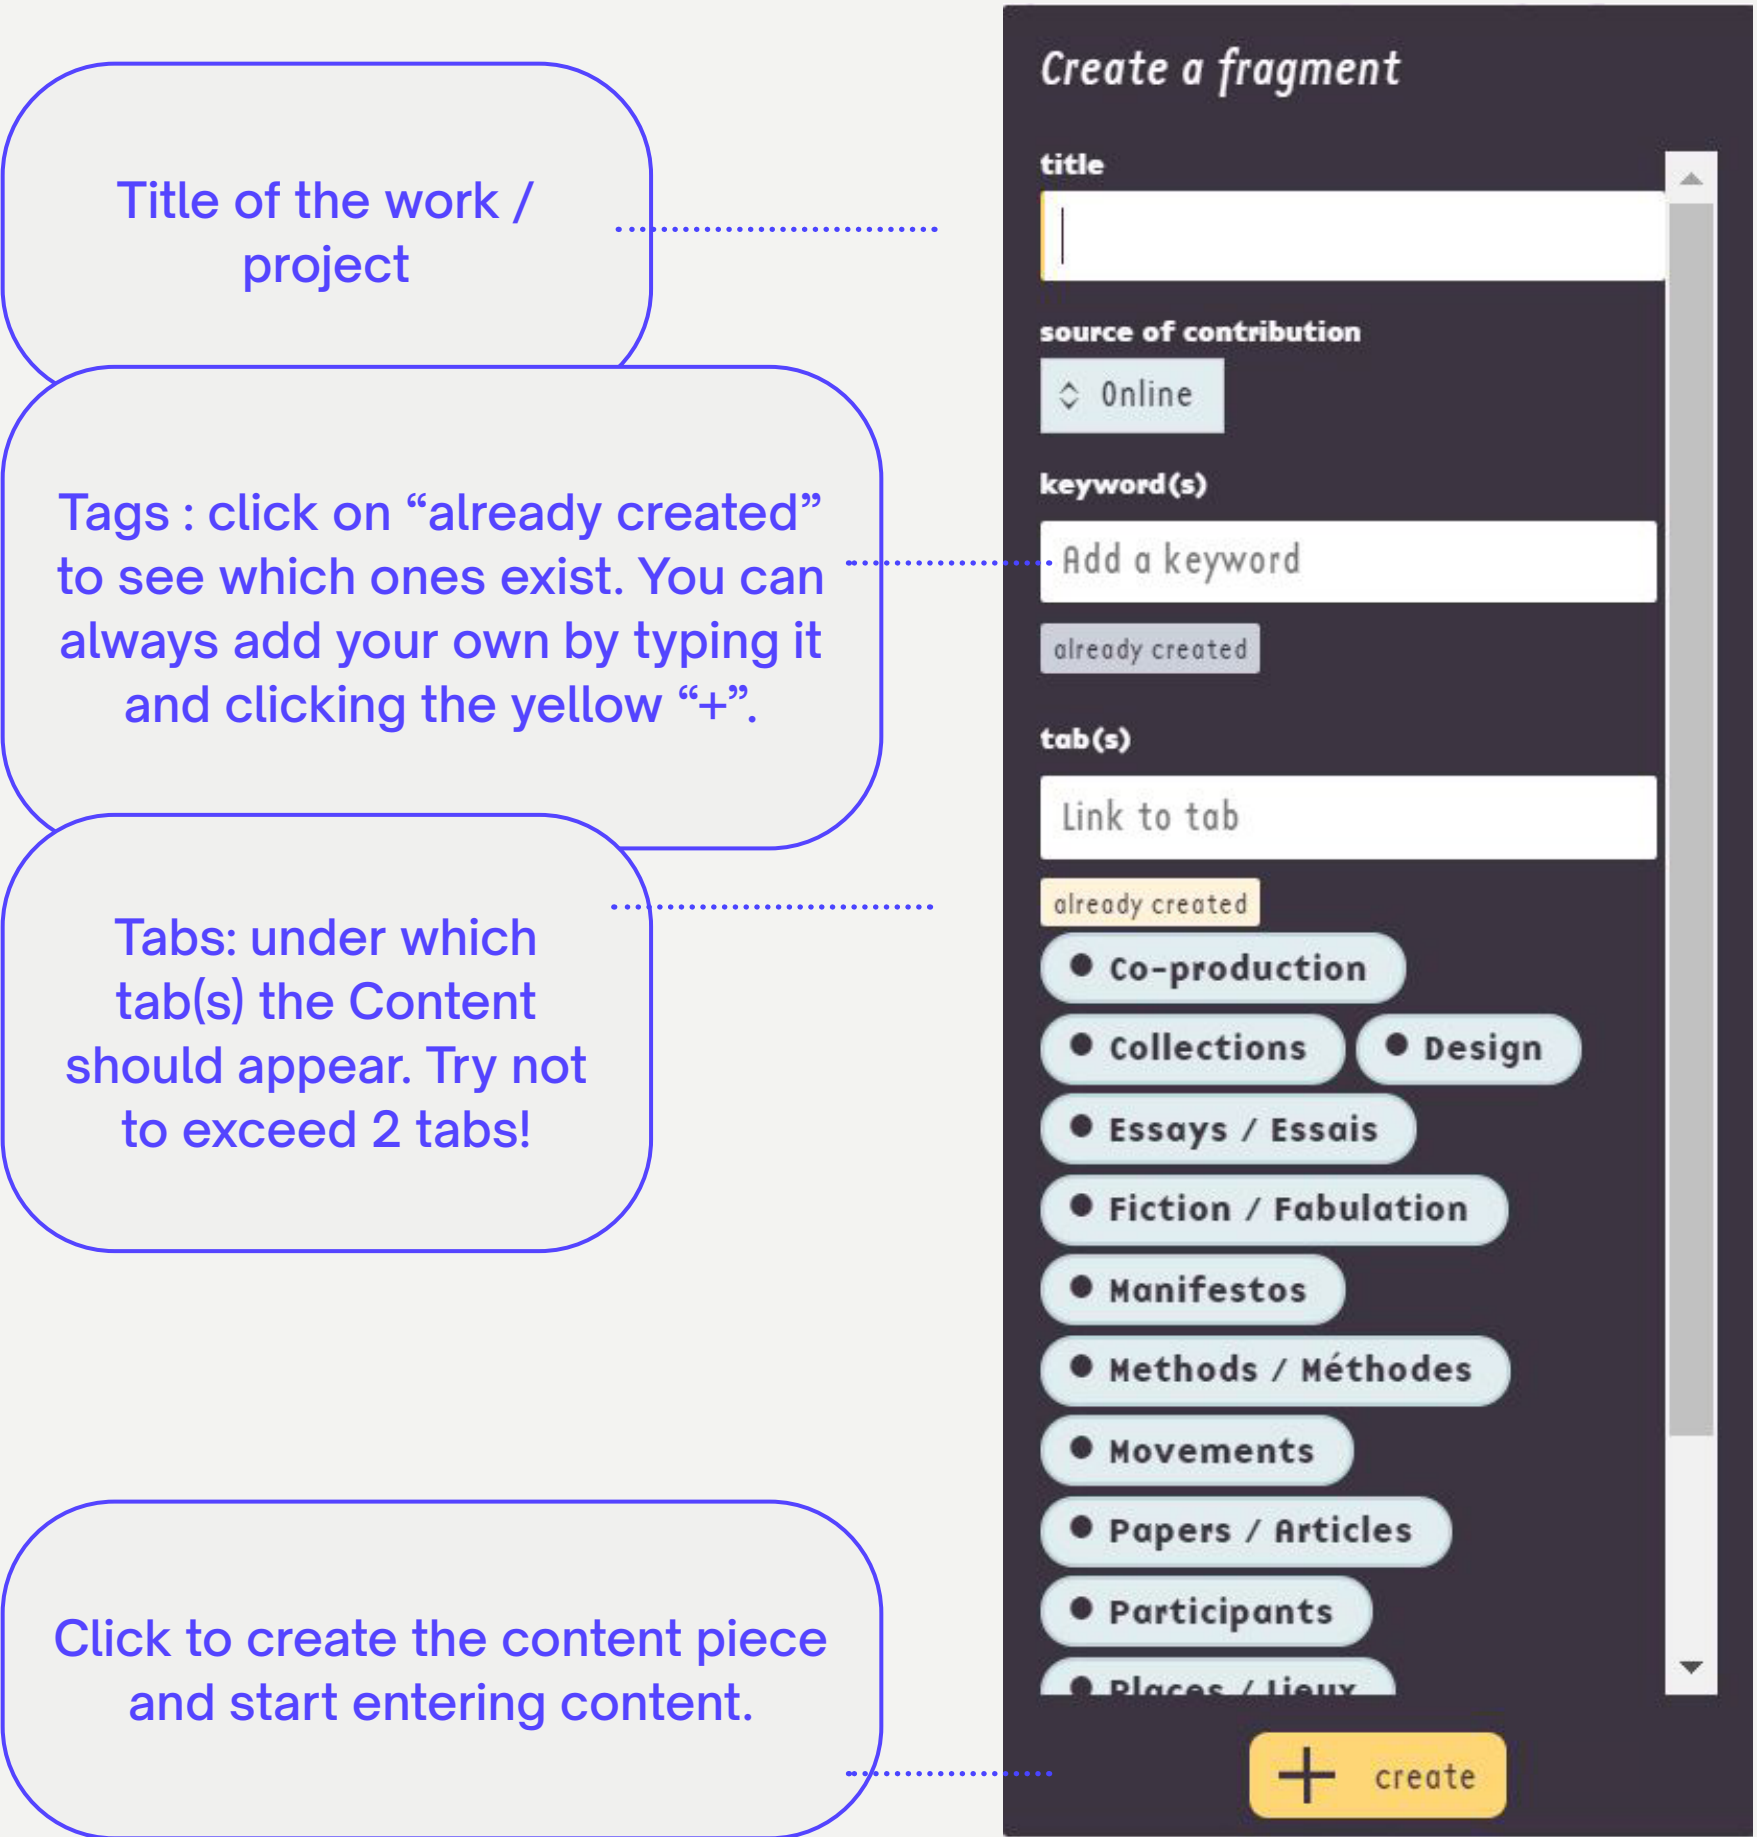 Title of the work /
project
Tags : click on “already created”
to see which ones exist. You can
always add your own by typing it
and clicking the yellow “+”.
Tabs: under which
tab(s) the Content
should appear. Try not
to exceed 2 tabs!
Click to create the content piece
and start entering content.
Create a fragment
title
source of contribution
Online
keyword(s)
Add a keyword
already created
tab(s)
Link to tab
already created
Co-production
Collections
Design
Essays / Essais
Fiction / Fabulation
Manifestos
Methods / Méthodes
Movements
Papers / Articles
Participants
Places / Lieux
+ create